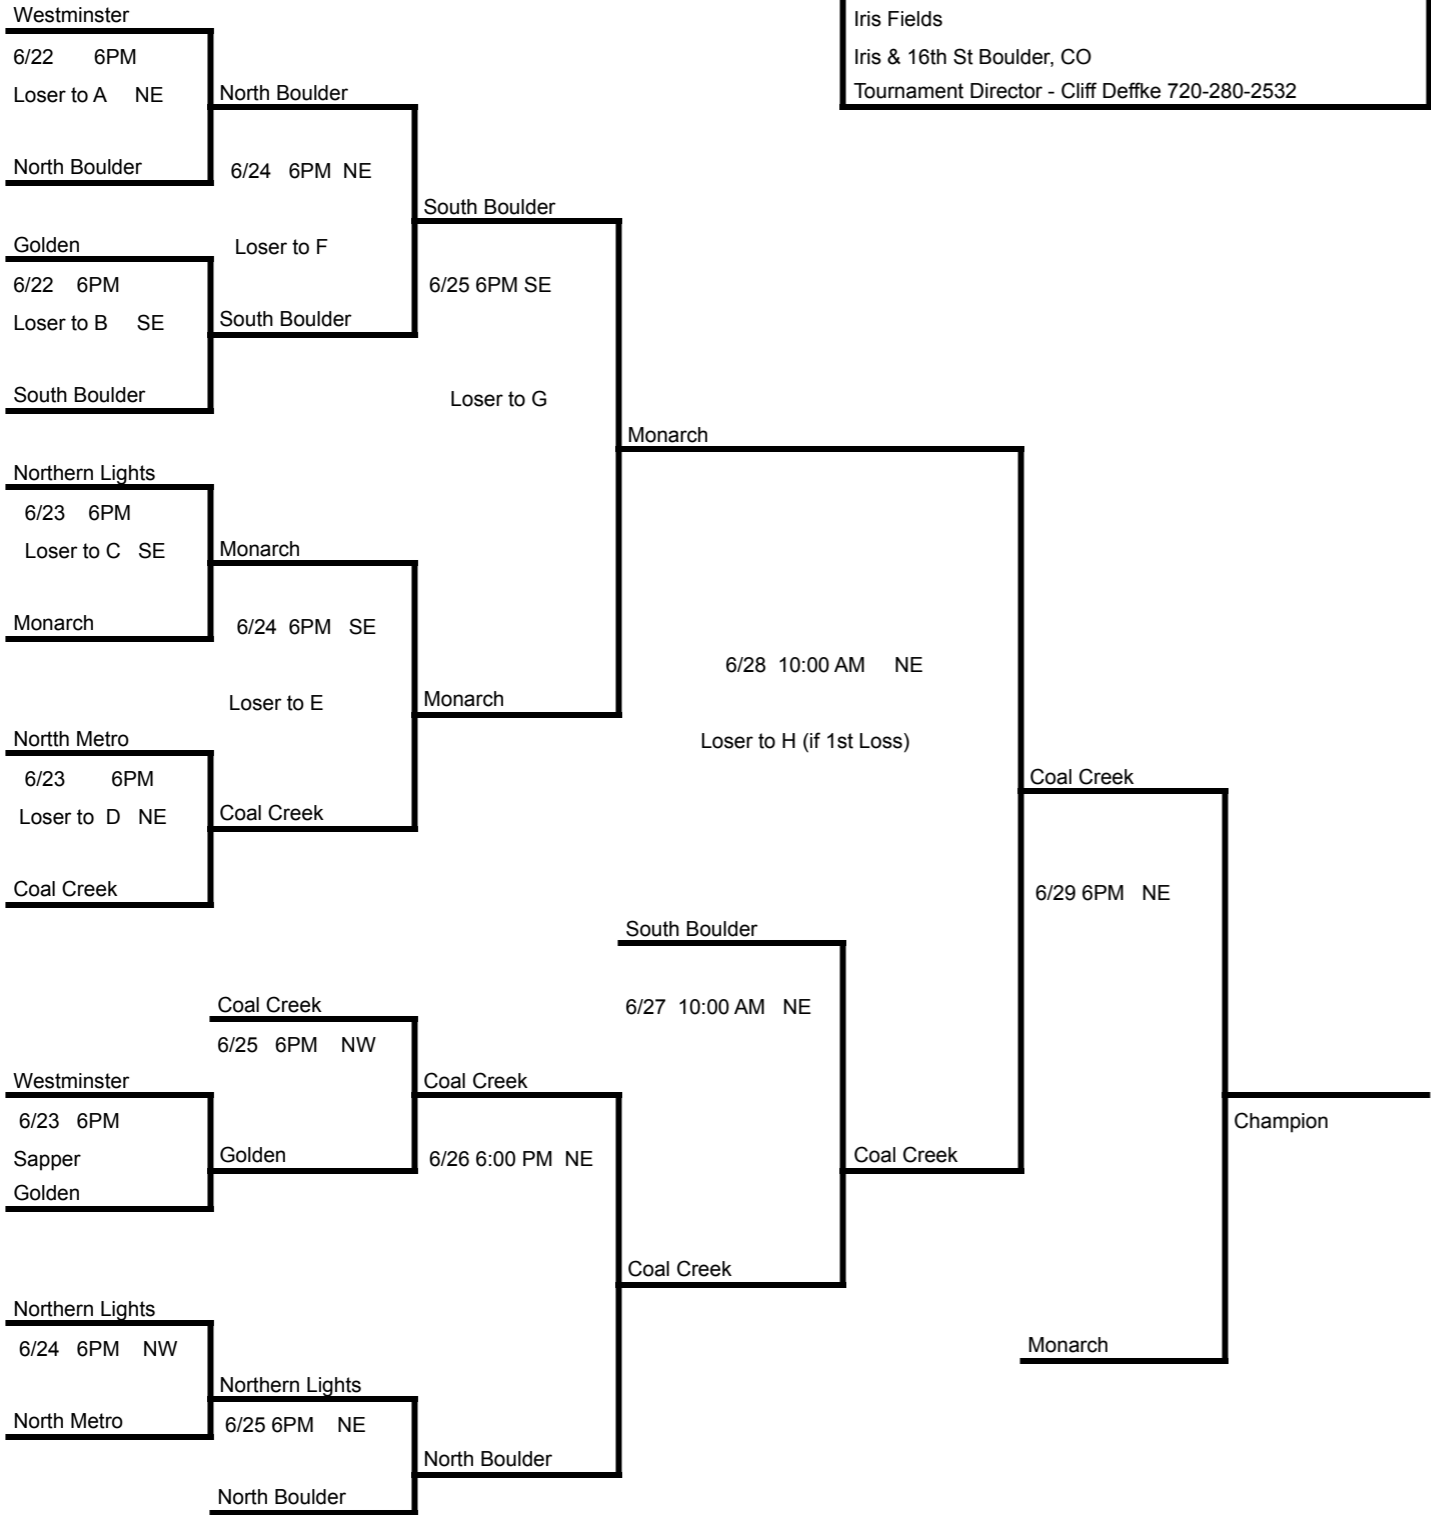 Westminster
Iris Fields
6/22 6PM
Iris & 16th St Boulder, CO
Loser to A NE
North Boulder
Tournament Director - Cliff Deffke 720-280-2532
North Boulder
6/24 6PM NE
South Boulder
Golden
Loser to F
6/22 6PM
6/25 6PM SE
Loser to B SE
South Boulder
South Boulder
Loser to G
Monarch
Northern Lights
6/23 6PM
Loser to C SE
Monarch
Monarch
6/24 6PM SE
6/28 10:00 AM NE
Loser to E
Monarch
Nortth Metro
Loser to H (if 1st Loss)
6/23 6PM
Coal Creek
Loser to D NE
Coal Creek
Coal Creek
6/29 6PM NE
South Boulder
Coal Creek
6/27 10:00 AM NE
6/25 6PM NW
Westminster
Coal Creek
6/23 6PM
Champion
Sapper
Golden
6/26 6:00 PM NE
Coal Creek
Golden
Coal Creek
Northern Lights
6/24 6PM NW
Monarch
Northern Lights
North Metro
6/25 6PM NE
North Boulder
North Boulder